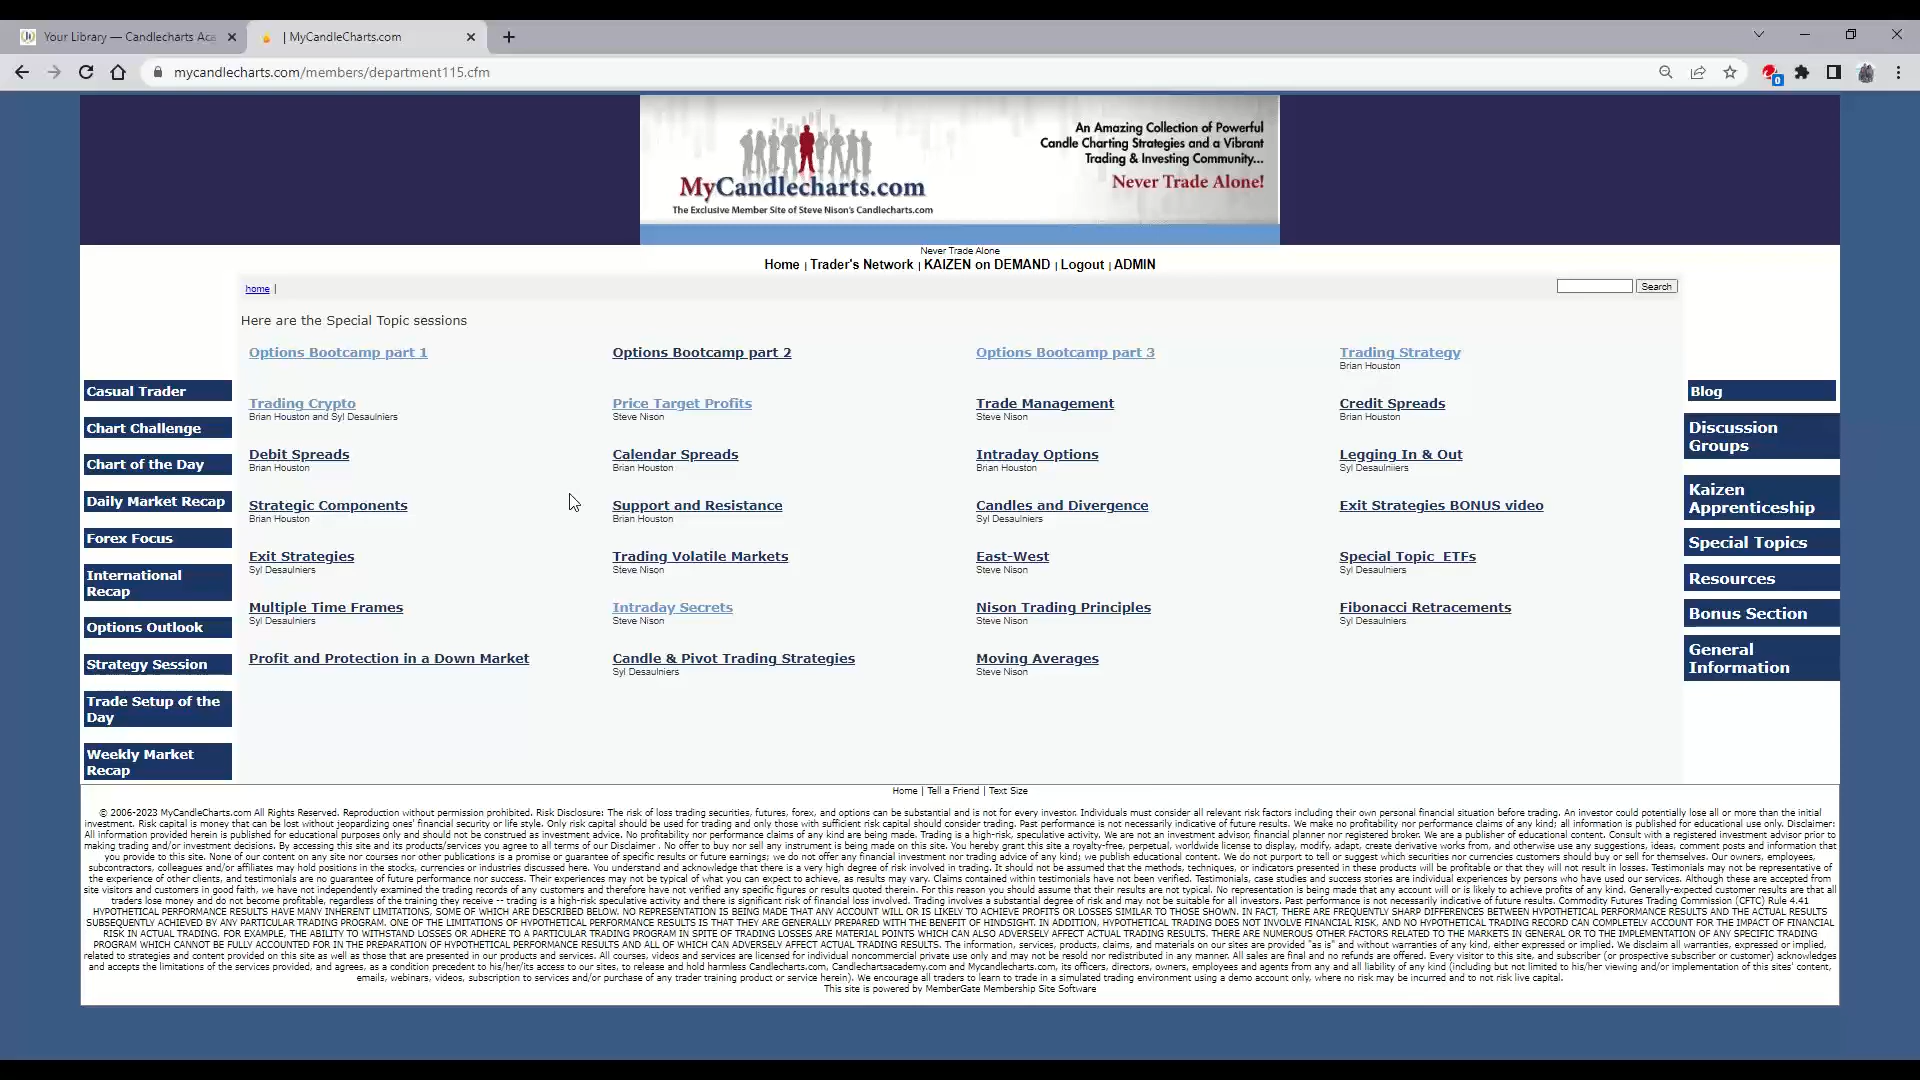 Your Library — Candlecharts Aca
| MyCandleCharts.com
mycandlecharts.com/members/department115.cfm
0
An Amazing Collection of Powerful
Candle Charting Strategies and a Vibrant
Trading & Investing Community...
Never Trade Alone!
MyCandlecharts.com
The Exclusive Member Site of Steve Nison's Candlecharts.com
Never Trade Alone
Home | Trader's Network | KAIZEN on DEMAND | Logout | ADMIN
home |
Search
Here are the Special Topic sessions
Options Bootcamp part 1
Options Bootcamp part 2
Options Bootcamp part 3
Trading Strategy
Brian Houston
Trading Crypto
Brian Houston and Syl Desaulniers
Price Target Profits
Steve Nison
Trade Management
Steve Nison
Credit Spreads
Brian Houston
Debit Spreads
Brian Houston
Calendar Spreads
Brian Houston
Intraday Options
Brian Houston
Legging In & Out
Syl Desaulniers
Strategic Components
Brian Houston
Support and Resistance
Brian Houston
Candles and Divergence
Syl Desaulniers
Exit Strategies BONUS video
Exit Strategies
Syl Desaulniers
Trading Volatile Markets
Steve Nison
East-West
Steve Nison
Special Topic ETFs
Syl Desaulniers
Multiple Time Frames
Syl Desaulniers
Intraday Secrets
Steve Nison
Nison Trading Principles
Steve Nison
Fibonacci Retracements
Syl Desaulniers
Profit and Protection in a Down Market
Candle & Pivot Trading Strategies
Syl Desaulniers
Moving Averages
Steve Nison
Casual Trader
Chart Challenge
Chart of the Day
Daily Market Recap
Forex Focus
International
Recap
Options Outlook
Strategy Session
Trade Setup of the
Day
Weekly Market
Recap
Blog
Discussion
Groups
Kaizen
Apprenticeship
Special Topics
Resources
Bonus Section
General
Information
Home | Tell a Friend | Text Size
© 2006-2023 MyCandleCharts.com All Rights Reserved. Reproduction without permission prohibited. Risk Disclosure: The risk of loss trading securities, futures, forex, and options can be substantial and is not for every investor. Individuals must consider all relevant risk factors including their own personal financial situation before trading. An investor could potentially lose all or more than the initial
investment. Risk capital is money that can be lost without jeopardizing ones' financial security or life style. Only risk capital should be used for trading and only those with sufficient risk capital should consider trading. Past performance is not necessarily indicative of future results. We make no profitability nor performance claims of any kind; all information is published for educational purposes only. Disclaimer:
All information provided herein is published for educational purposes only and should not be construed as investment advice. No profitability nor performance claims of any kind are being made. Trading is a high-risk, speculative activity. We are not an investment advisor, financial planner nor registered broker. We are a publisher of educational content. Consult with a registered investment advisor prior to
making trading and/or investment decisions. By accessing this site and its products/services you agree to all terms of our Disclaimer . No offer to buy nor sell any instrument is being made on this site. You hereby grant this site a royalty-free, perpetual, worldwide license to display, modify, adapt, create derivative works from, and otherwise use any suggestions, ideas, comment posts and information that
you provide to this site. None of our content on any site nor courses nor other publications is a promise or guarantee of specific results or future earnings; we do not offer any financial investment nor trading advice of any kind; we publish educational content. We do not purport to tell or suggest which securities nor currencies customers should buy or sell for themselves. Our owners, employees,
subcontractors, colleagues and/or affiliates may hold positions in the stocks, currencies or industries discussed here. You understand and acknowledge that there is a very high degree of risk involved in trading. It should not be assumed that the methods, techniques, or indicators presented in these products will be profitable or that they will not result in losses. Testimonials may not be representative of
the experience of other clients, and testimonials are no guarantee of future performance nor success. Their experiences may not be typical of what you can expect to achieve, as results may vary. Claims contained within testimonials have not been verified. Testimonials, case studies and success stories are individual experiences by persons who have used our services. Although these are accepted from
site visitors and customers in good faith, we have not independently examined the trading records of any customers and therefore have not verified any specific figures or results quoted therein. For this reason you should assume that their results are not typical. No representation is being made that any account will or is likely to achieve profits of any kind. Generally-expected customer results are that all
traders lose money and do not become profitable, regardless of the training they receive -- trading is a high-risk speculative activity and there is significant risk of financial loss involved. Trading involves a substantial degree of risk and may not be suitable for all investors. Past performance is not necessarily indicative of future results. Commodity Futures Trading Commission (CFTC) Rule 4.41
HYPOTHETICAL PERFORMANCE RESULTS HAVE MANY INHERENT LIMITATIONS, SOME OF WHICH ARE DESCRIBED BELOW. NO REPRESENTATION IS BEING MADE THAT ANY ACCOUNT WILL OR IS LIKELY TO ACHIEVE PROFITS OR LOSSES SIMILAR TO THOSE SHOWN. IN FACT, THERE ARE FREQUENTLY SHARP DIFFERENCES BETWEEN HYPOTHETICAL PERFORMANCE RESULTS AND THE ACTUAL RESULTS
SUBSEQUENTLY ACHIEVED BY ANY PARTICULAR TRADING PROGRAM. ONE OF THE LIMITATIONS OF HYPOTHETICAL PERFORMANCE RESULTS IS THAT THEY ARE GENERALLY PREPARED WITH THE BENEFIT OF HINDSIGHT. IN ADDITION, HYPOTHETICAL TRADING DOES NOT INVOLVE FINANCIAL RISK, AND NO HYPOTHETICAL TRADING RECORD CAN COMPLETELY ACCOUNT FOR THE IMPACT OF FINANCIAL
RISK IN ACTUAL TRADING. FOR EXAMPLE, THE ABILITY TO WITHSTAND LOSSES OR ADHERE TO A PARTICULAR TRADING PROGRAM IN SPITE OF TRADING LOSSES ARE MATERIAL POINTS WHICH CAN ALSO ADVERSELY AFFECT ACTUAL TRADING RESULTS. THERE ARE NUMEROUS OTHER FACTORS RELATED TO THE MARKETS IN GENERAL OR TO THE IMPLEMENTATION OF ANY SPECIFIC TRADING
PROGRAM WHICH CANNOT BE FULLY ACCOUNTED FOR IN THE PREPARATION OF HYPOTHETICAL PERFORMANCE RESULTS AND ALL OF WHICH CAN ADVERSELY AFFECT ACTUAL TRADING RESULTS. The information, services, products, claims, and materials on our sites are provided "as is" and without warranties of any kind, either expressed or implied. We disclaim all warranties, expressed or implied,
related to strategies and content provided on this site as well as those that are presented in our products and services. All courses, videos and services are licensed for individual noncommercial private use only and may not be resold nor redistributed in any manner. All sales are final and no refunds are offered. Every visitor to this site, and subscriber (or prospective subscriber or customer) acknowledges
and accepts the limitations of the services provided, and agrees, as a condition precedent to his/her/its access to our sites, to release and hold harmless Candlecharts.com, Candlechartsacademy.com and Mycandlecharts.com, its officers, directors, owners, employees and agents from any and all liability of any kind (including but not limited to his/her viewing and/or implementation of this sites' content,
emails, webinars, videos, subscription to services and/or purchase of any trader training product or service herein). We encourage all traders to learn to trade in a simulated trading environment using a demo account only, where no risk may be incurred and to not risk live capital.
This site is powered by MemberGate Membership Site Software